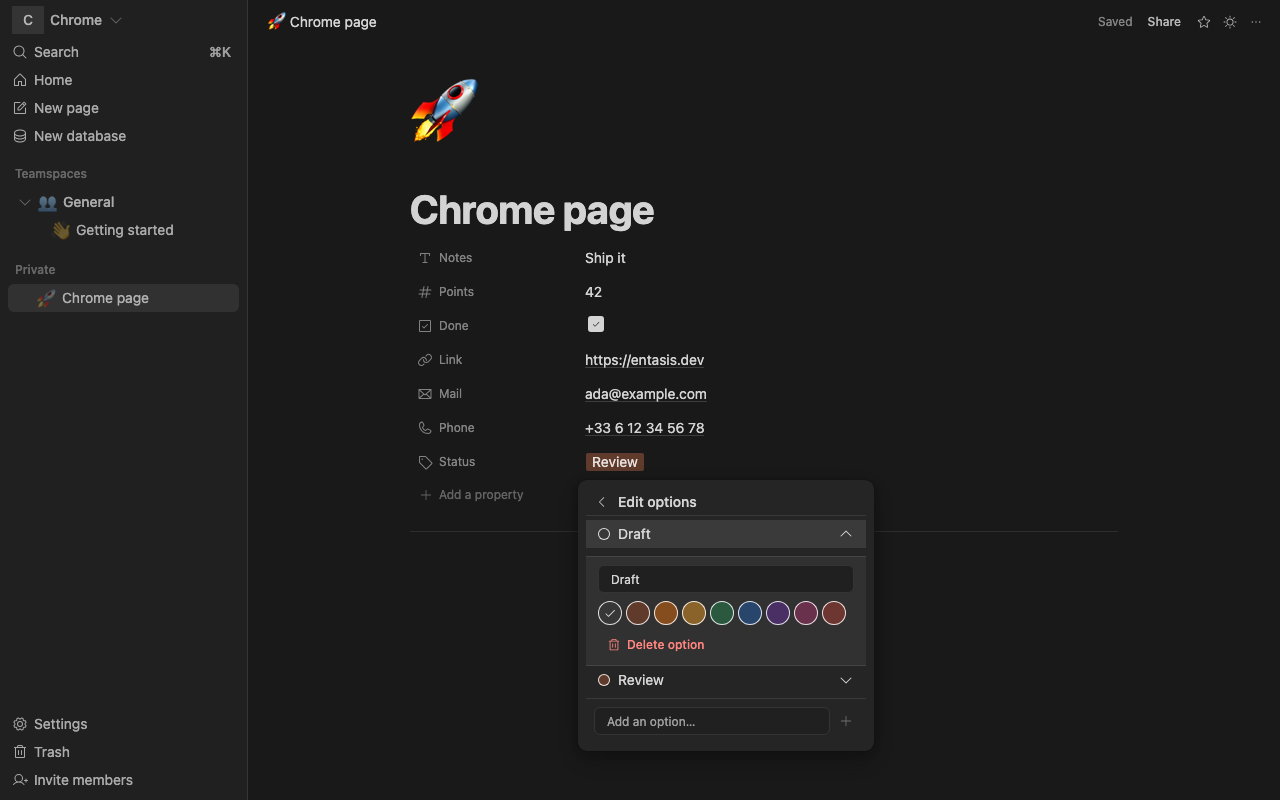 C Chrome
Search ⌘K
Home
New page
New database
Teamspaces
General
Getting started
Private
Chrome page
Settings
Trash
Invite members
Chrome page
Saved Share
Chrome page
Notes Ship it
Points 42
Done
Link https://entasis.dev
Mail ada@example.com
Phone +33 6 12 34 56 78
Status Review
Add a property
Edit options
Draft
Draft
Delete option
Review
Add an option...